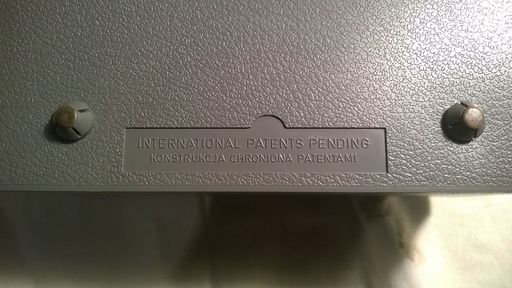 INTERNATIONAL PATENTS PENDING
KONSTRUKCJA CHRONIONA PATENTAMI